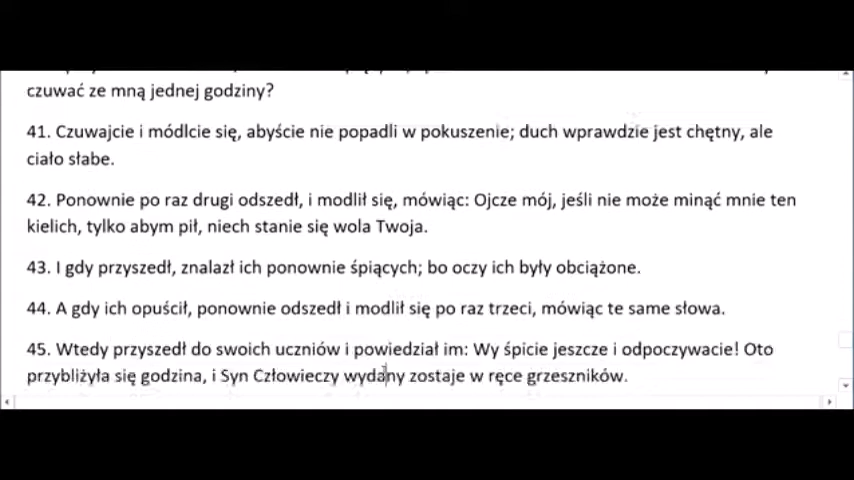 czuwać ze mną jednej godziny?
41. Czuwajcie i módlcie się, abyście nie popadli w pokuszenie; duch wprawdzie jest chętny, ale
ciało słabe.
42. Ponownie po raz drugi odszedł, i modlił się, mówiąc: Ojcze mój, jeśli nie może minąć mnie ten
kielich, tylko abym pił, niech stanie się wola Twoja.
43. I gdy przyszedł, znalazł ich ponownie śpiących; bo oczy ich były obciążone.
44. A gdy ich opuścił, ponownie odszedł i modlił się po raz trzeci, mówiąc te same słowa.
45. Wtedy przyszedł do swoich uczniów i powiedział im: Wy śpicie jeszcze i odpoczywacie! Oto
przybliżyła się godzina, i Syn Człowieczy wydany zostaje w ręce grzeszników.